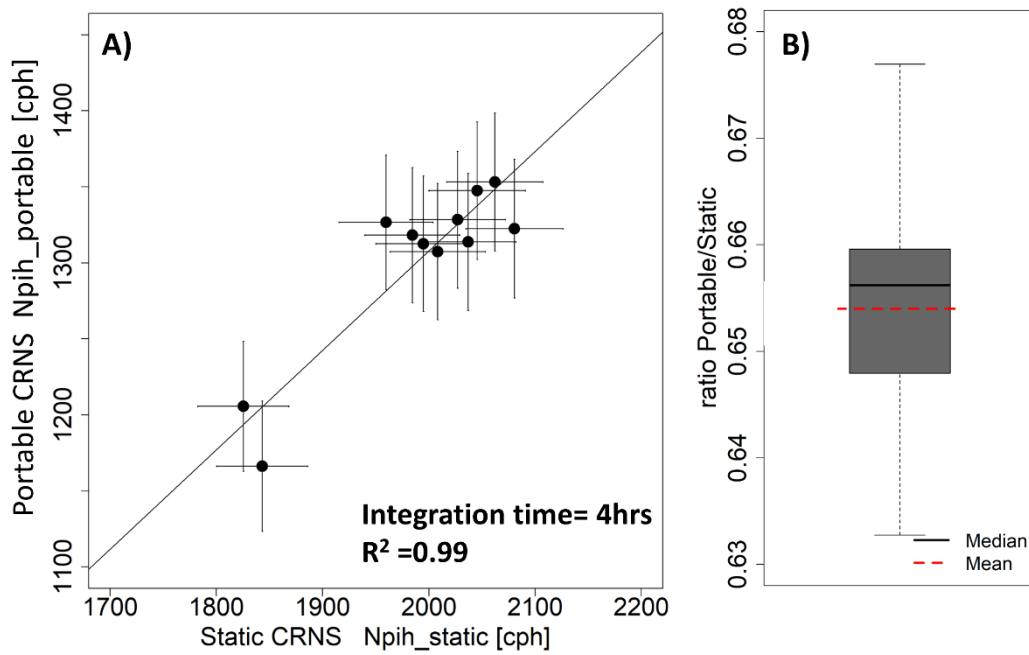 A)
Portable CRNS Npih_portable [cph]
1100
1200
1300
1400
Integration time= 4hrs
R² =0.99
1700
1800
1900
2000
2100
2200
Static CRNS Npih_static [cph]
B)
ratio Portable/Static
0.63
0.64
0.65
0.66
0.67
0.68
Median
Mean